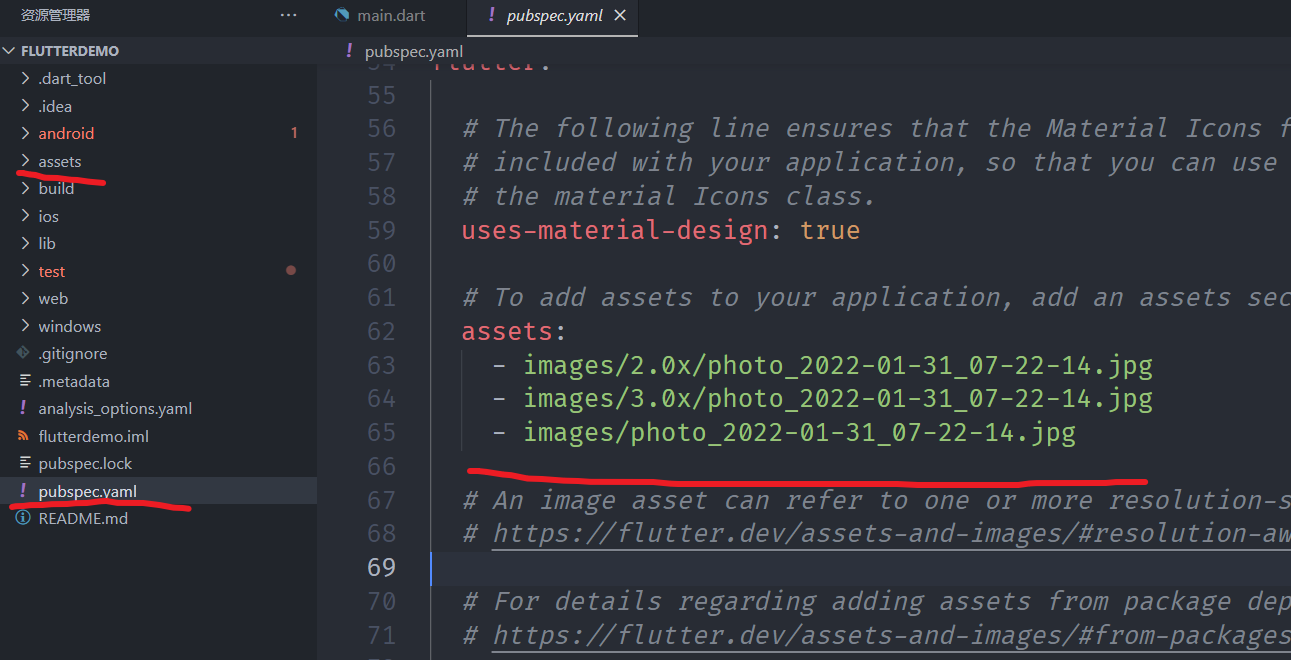 资源管理器 ...
main.dart
! pubspec.yaml ×
FLUTTERDEMO
.dart_tool
.idea
android 1
assets
build
ios
lib
test
web
windows
.gitignore
.metadata
! analysis_options.yaml
flutterdemo.iml
pubspec.lock
! pubspec.yaml
README.md
! pubspec.yaml
54 flutter:
55
56 # The following line ensures that the Material Icons f
57 # included with your application, so that you can use
58 # the material Icons class.
59 uses-material-design: true
60
61 # To add assets to your application, add an assets sec
62 assets:
63 - images/2.0x/photo_2022-01-31_07-22-14.jpg
64 - images/3.0x/photo_2022-01-31_07-22-14.jpg
65 - images/photo_2022-01-31_07-22-14.jpg
66
67 # An image asset can refer to one or more resolution-s
68 # https://flutter.dev/assets-and-images/#resolution-aw
69
70 # For details regarding adding assets from package dep
71 # https://flutter.dev/assets-and-images/#from-packages